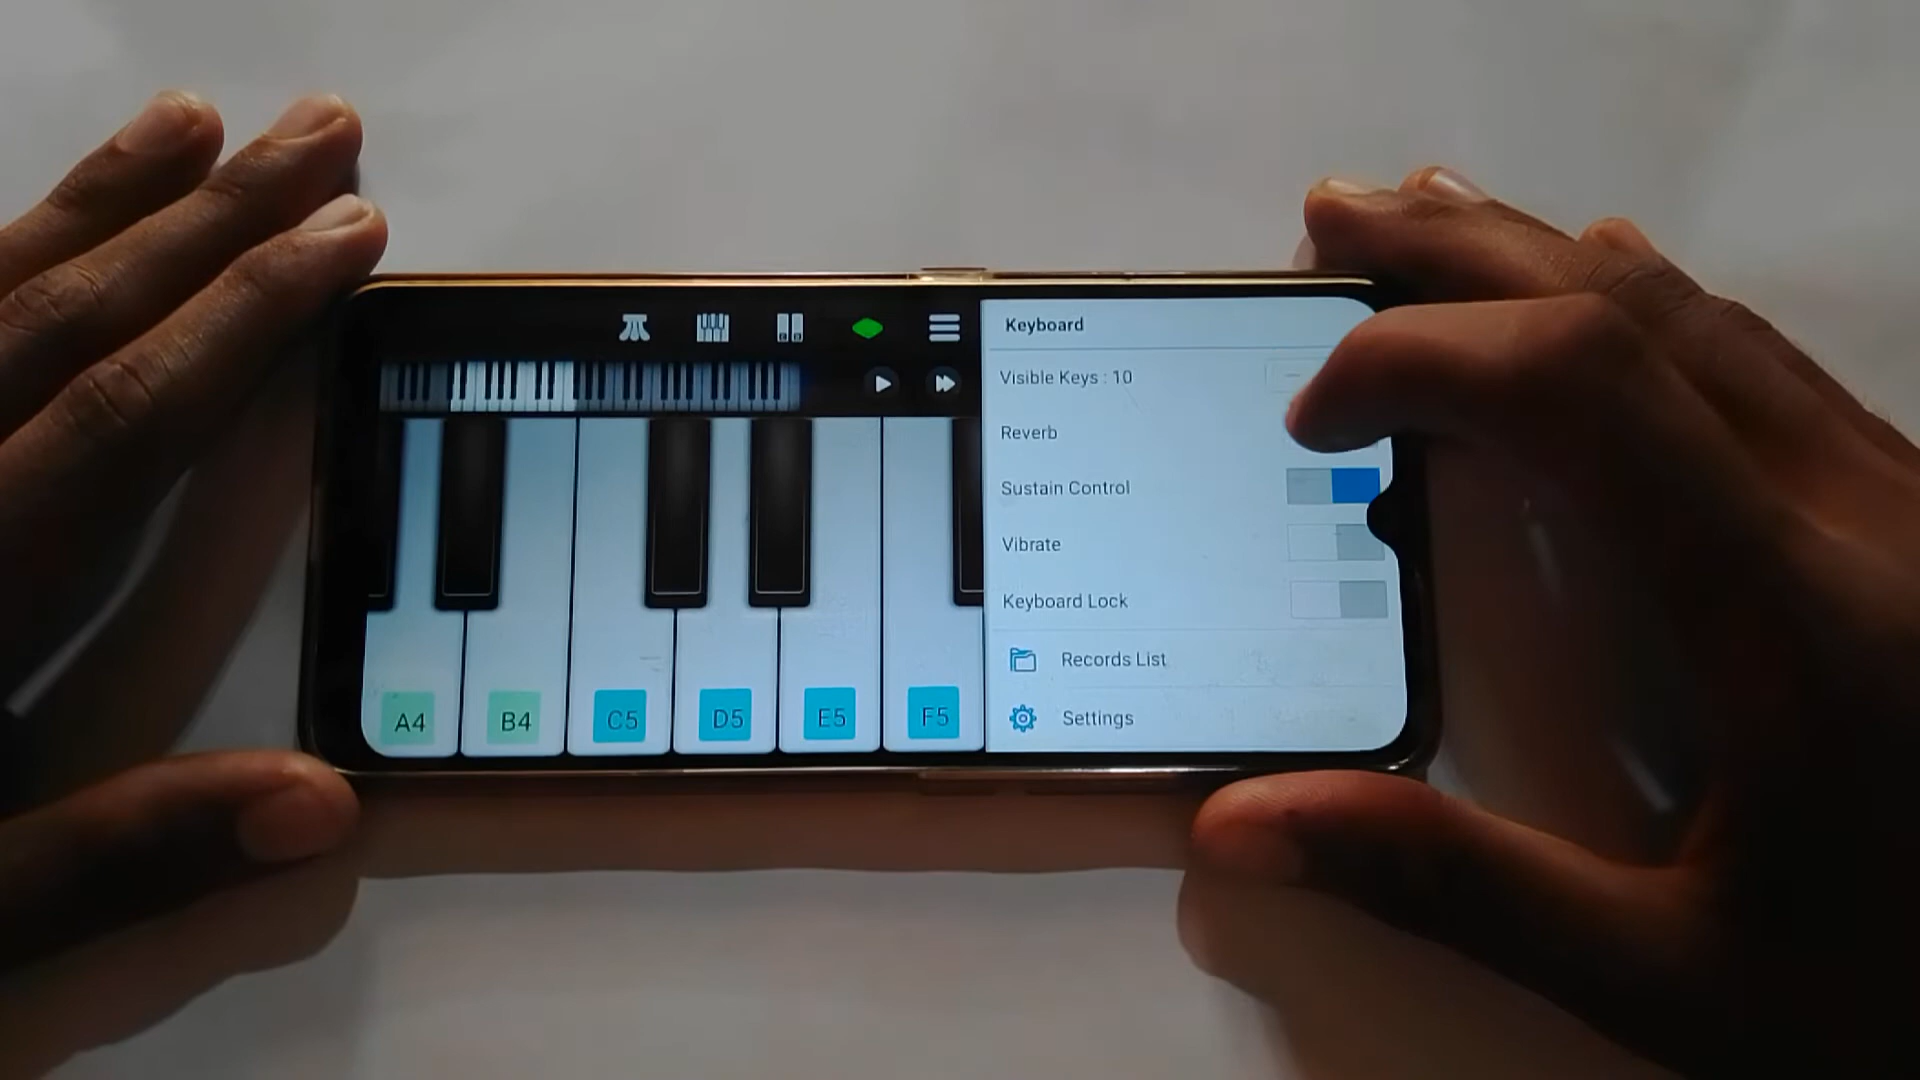 Keyboard
Visible Keys : 10
Reverb
Sustain Control
Vibrate
Keyboard Lock
Records List
Settings
A4 B4 C5 D5 E5 F5